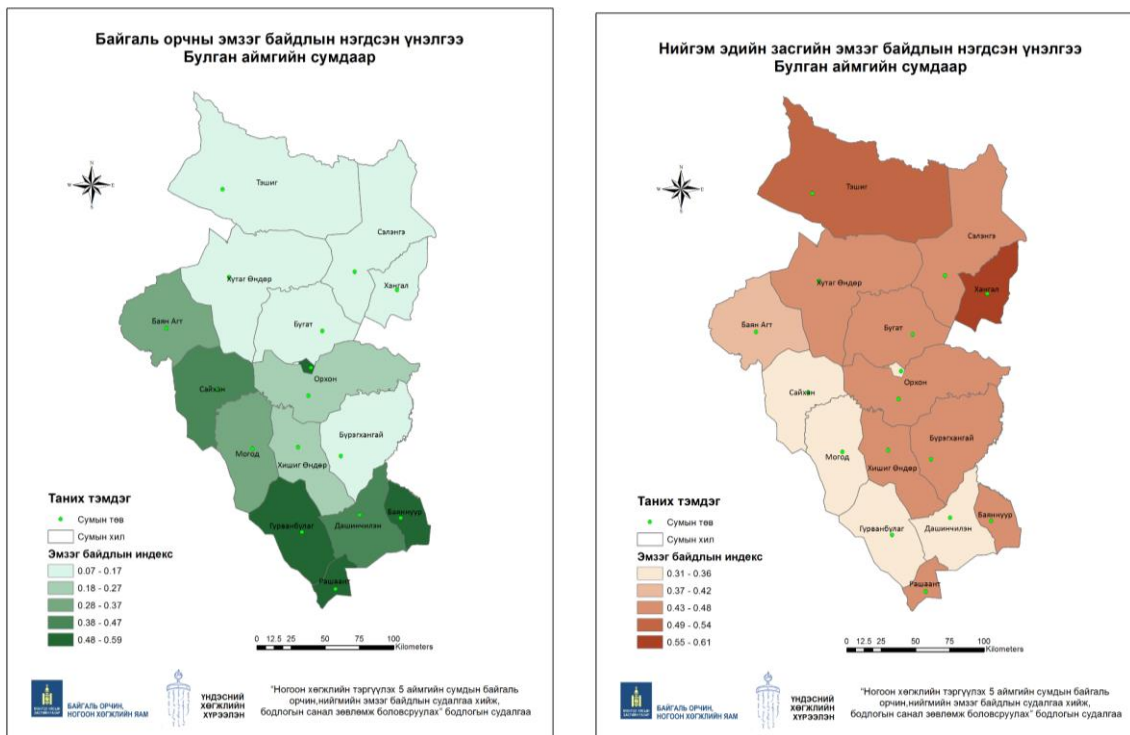 Байгаль орчны эмзэг байдлын нэгдсэн үнэлгээ
Булган аймгийн сумдаар
N
W
E
S
Тэшиг
Сэлэнгэ
Хутаг Өндөр
Хангал
Баян Агт
Бугат
Орхон
Сайхан
Бүрэгхангай
Могод
Хишиг Өндөр
Гурванбулаг
Дашинчилэн
Баяннуур
Рашаант
Таних тэмдэг
Сумын төв
Сумын хил
Эмзэг байдлын индекс
0.07 - 0.17
0.18 - 0.27
0.28 - 0.37
0.38 - 0.47
0.48 - 0.59
0 12.5 25 50 75 100
Kilometers
БАЙГАЛЬ ОРЧИН,
НОГООН ХӨГЖЛИЙН ЯАМ
ҮНДЭСНИЙ
ХӨГЖЛИЙН
ХҮРЭЭЛЭН
"Ногоон хөгжлийн тэргүүлэх 5 аймгийн сумдын байгаль
орчин,нийгмийн эмзэг байдлын судалгаа хийж,
бодлогын санал зөвлөмж боловсруулах" бодлогын судалгаа
Нийгэм эдийн засгийн эмзэг байдлын нэгдсэн үнэлгээ
Булган аймгийн сумдаар
N
W
E
S
Тэшиг
Сэлэнгэ
Хутаг Өндөр
Хангал
Баян Агт
Бугат
Орхон
Сайхан
Бүрэгхангай
Могод
Хишиг Өндөр
Гурванбулаг
Дашинчилэн
Баяннуур
Рашаант
Таних тэмдэг
Сумын төв
Сумын хил
Эмзэг байдлын индекс
0.31 - 0.36
0.37 - 0.42
0.43 - 0.48
0.49 - 0.54
0.55 - 0.61
0 12.5 25 50 75 100
Kilometers
БАЙГАЛЬ ОРЧИН,
НОГООН ХӨГЖЛИЙН ЯАМ
ҮНДЭСНИЙ
ХӨГЖЛИЙН
ХҮРЭЭЛЭН
"Ногоон хөгжлийн тэргүүлэх 5 аймгийн сумдын байгаль
орчин,нийгмийн эмзэг байдлын судалгаа хийж,
бодлогын санал зөвлөмж боловсруулах" бодлогын судалгаа